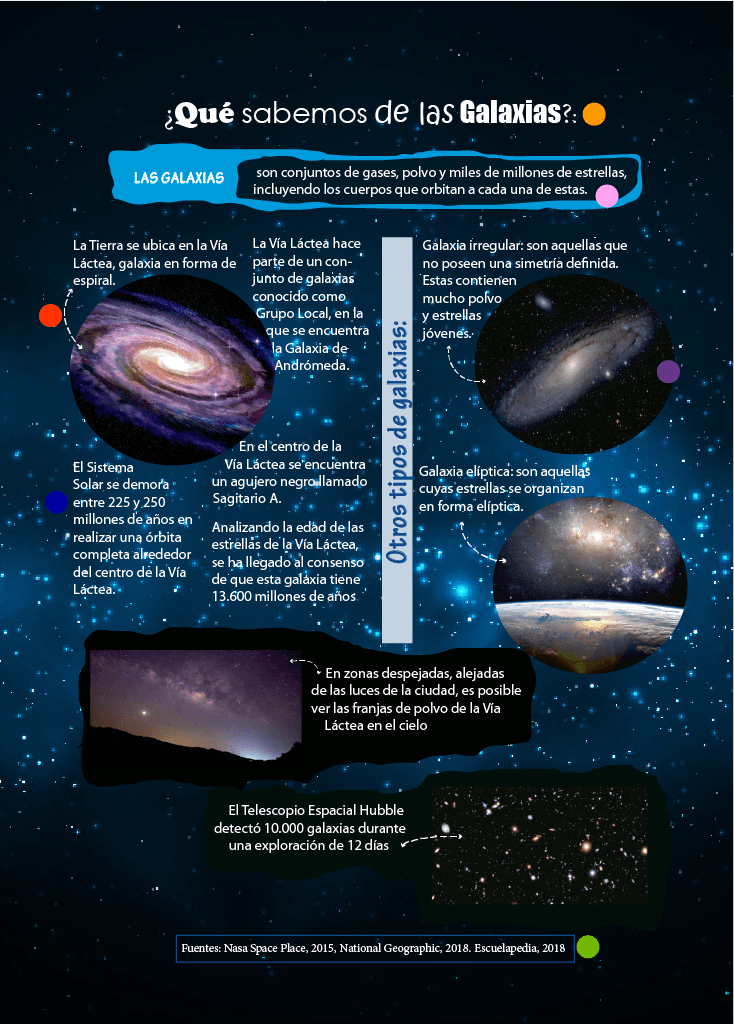 ¿Qué sabemos de las Galaxias?:
LAS GALAXIAS
son conjuntos de gases, polvo y miles de millones de estrellas,
incluyendo los cuerpos que orbitan a cada una de estas.
La Tierra se ubica en la Vía
Láctea, galaxia en forma de
espiral.
La Vía Láctea hace
parte de un con-
junto de galaxias
conocido como
Grupo Local, en la
que se encuentra
la Galaxia de
Andrómeda.
El Sistema
Solar se demora
entre 225 y 250
millones de años en
realizar una órbita
completa alrededor
del centro de la Vía
Láctea.
En el centro de la
Vía Láctea se encuentra
un agujero negro llamado
Sagitario A.
Analizando la edad de las
estrellas de la Vía Láctea,
se ha llegado al consenso
de que esta galaxia tiene
13.600 millones de años
Otros tipos de galaxias:
Galaxia irregular: son aquellas que
no poseen una simetría definida.
Estas contienen
mucho polvo
y estrellas
jóvenes.
Galaxia elíptica: son aquellas
cuyas estrellas se organizan
en forma elíptica.
En zonas despejadas, alejadas
de las luces de la ciudad, es posible
ver las franjas de polvo de la Vía
Láctea en el cielo
El Telescopio Espacial Hubble
detectó 10.000 galaxias durante
una exploración de 12 días
Fuentes: Nasa Space Place, 2015, National Geographic, 2018. Escuelapedia, 2018